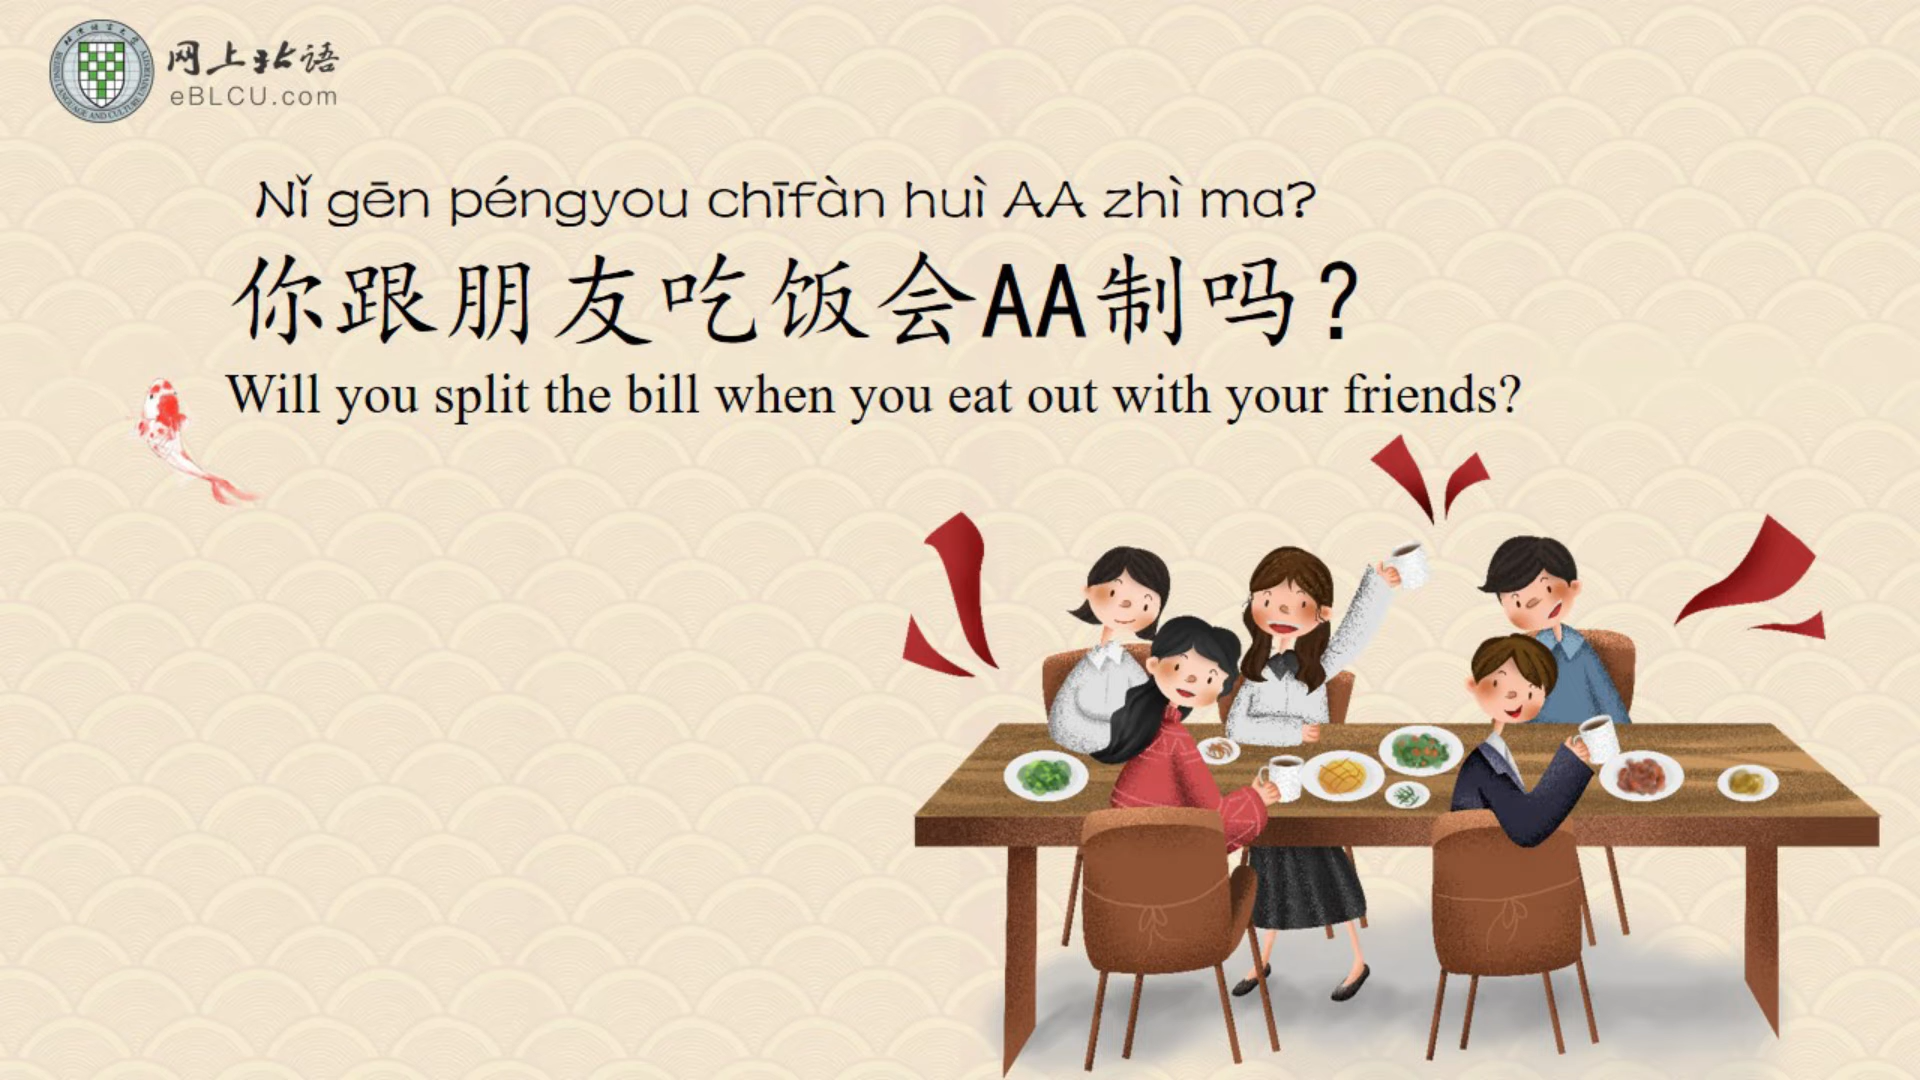 网上北语
eBLCU.com
Nǐ gēn péngyou chīfàn huì AA zhì ma?
你跟朋友吃饭会AA制吗？
Will you split the bill when you eat out with your friends?